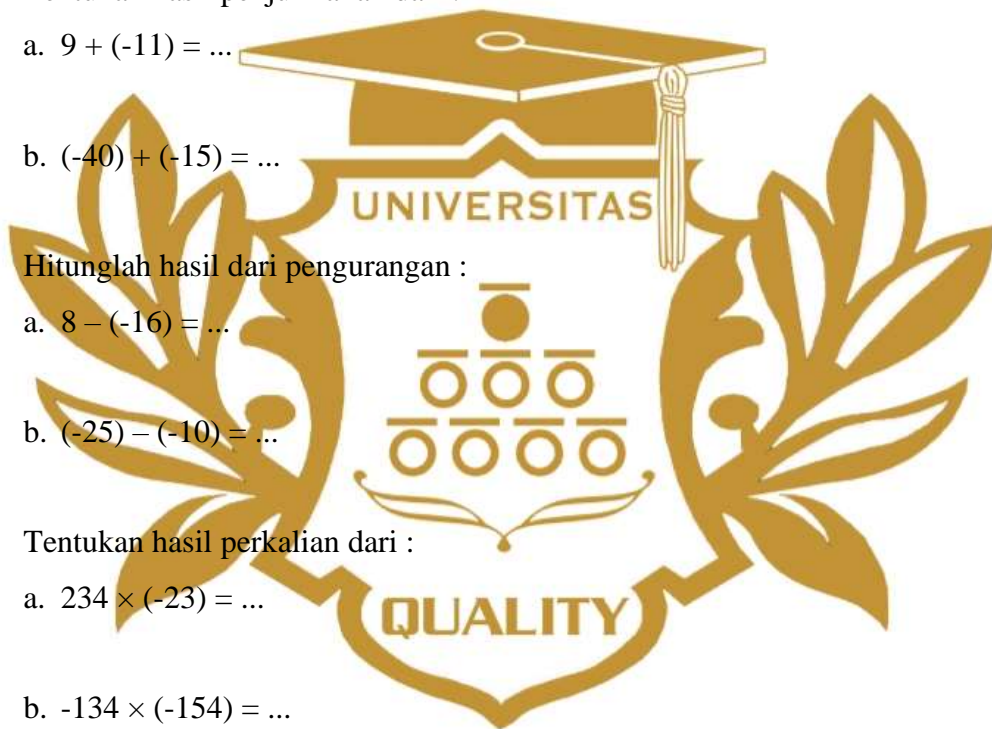 a. 9 + (-11) = ...
b. (-40) + (-15) = ...
UNIVERSITAS
Hitunglah hasil dari pengurangan :
a. 8 – (-16) = ...
b. (-25) – (-10) = ...
Tentukan hasil perkalian dari :
a. 234 × (-23) = ...
QUALITY
b. -134 × (-154) = ...